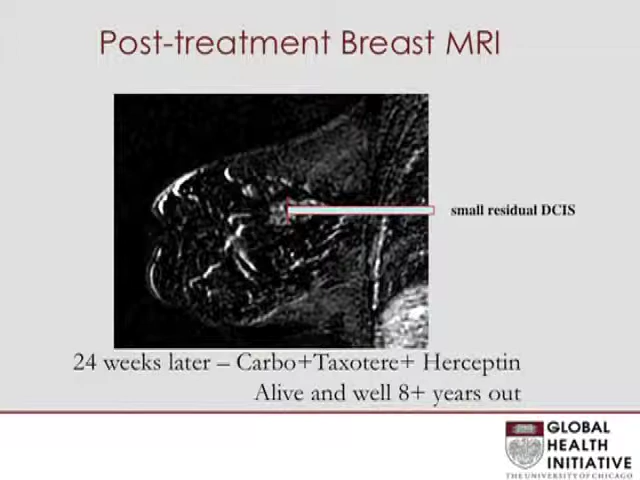 Post-treatment Breast MRI
small residual DCIS
24 weeks later – Carbo+Taxotere+ Herceptin
Alive and well 8+ years out
GLOBAL
HEALTH
INITIATIVE
THE UNIVERSITY OF CHICAGO